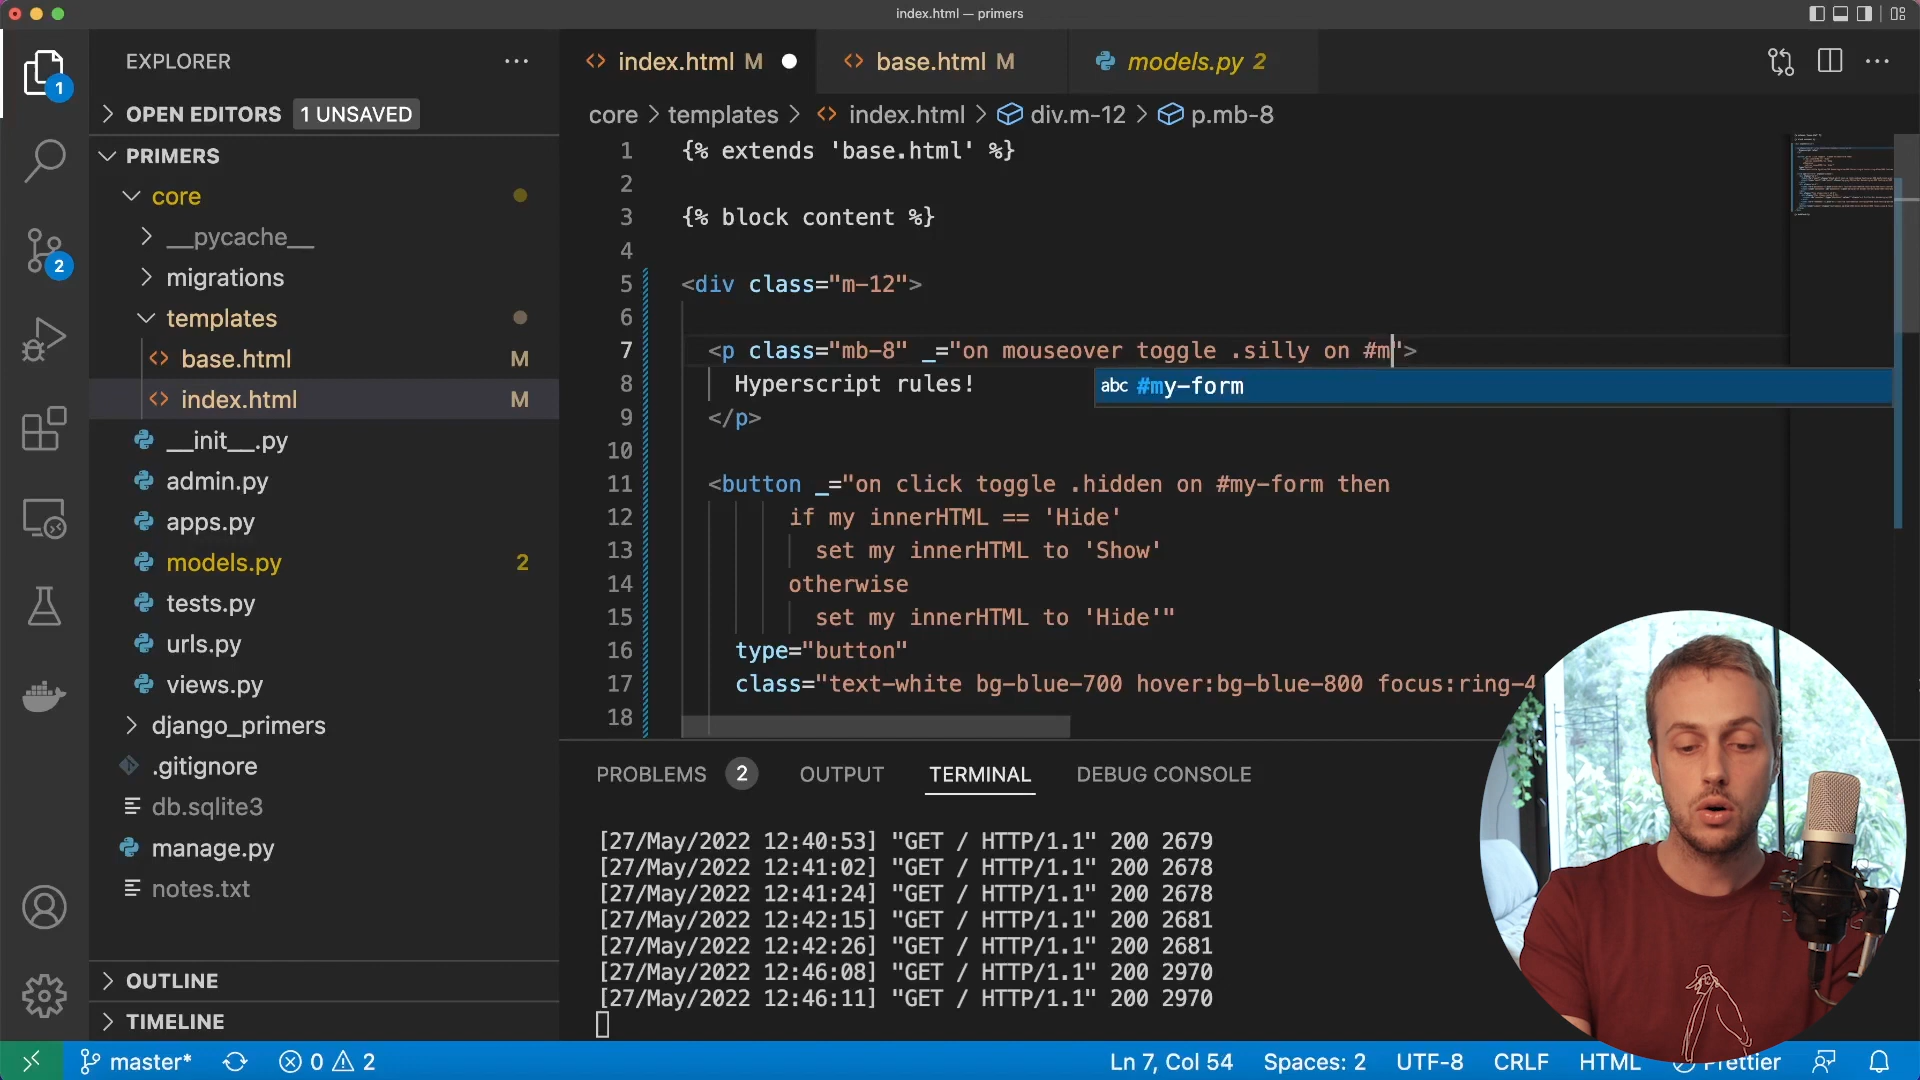 index.html — primers
EXPLORER
1
OPEN EDITORS 1 UNSAVED
PRIMERS
core
__pycache__
migrations
templates
base.html M
index.html M
__init__.py
admin.py
apps.py
models.py 2
tests.py
urls.py
views.py
django_primers
.gitignore
db.sqlite3
manage.py
notes.txt
OUTLINE
TIMELINE
2
index.html M
base.html M
models.py 2
core > templates > index.html > div.m-12 > p.mb-8
1 {% extends 'base.html' %}
2
3 {% block content %}
4
5 <div class="m-12">
6
7 <p class="mb-8" _="on mouseover toggle .silly on #m">
abc #my-form
8 Hyperscript rules!
9 </p>
10
11 <button _="on click toggle .hidden on #my-form then
12 if my innerHTML == 'Hide'
13 set my innerHTML to 'Show'
14 otherwise
15 set my innerHTML to 'Hide'"
16 type="button"
17 class="text-white bg-blue-700 hover:bg-blue-800 focus:ring-4
18
PROBLEMS 2 OUTPUT TERMINAL DEBUG CONSOLE
[27/May/2022 12:40:53] "GET / HTTP/1.1" 200 2679
[27/May/2022 12:41:02] "GET / HTTP/1.1" 200 2678
[27/May/2022 12:41:24] "GET / HTTP/1.1" 200 2678
[27/May/2022 12:42:15] "GET / HTTP/1.1" 200 2681
[27/May/2022 12:42:26] "GET / HTTP/1.1" 200 2681
[27/May/2022 12:46:08] "GET / HTTP/1.1" 200 2970
[27/May/2022 12:46:11] "GET / HTTP/1.1" 200 2970
master* 0 2 Ln 7, Col 54 Spaces: 2 UTF-8 CRLF HTML Prettier